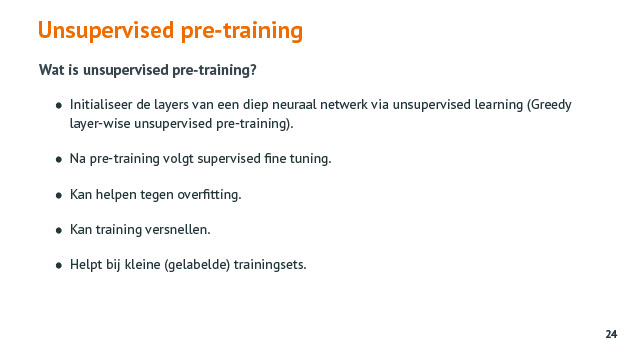 Unsupervised pre-training
Wat is unsupervised pre-training?
● Initialiseer de layers van een diep neuraal netwerk via unsupervised learning (Greedy
layer-wise unsupervised pre-training).
● Na pre-training volgt supervised fine tuning.
● Kan helpen tegen overfitting.
● Kan training versnellen.
● Helpt bij kleine (gelabelde) trainingsets.
24